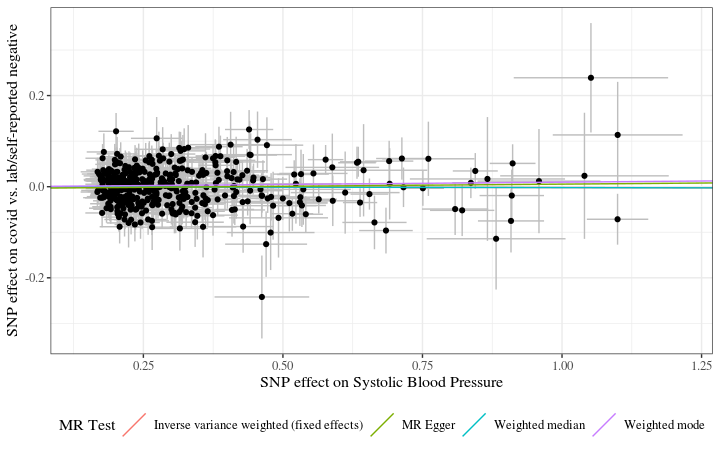 SNP effect on covid vs. lab/self-reported negative
0.2
0.0
-0.2
0.25 0.50 0.75 1.00 1.25
SNP effect on Systolic Blood Pressure
MR Test Inverse variance weighted (fixed effects) MR Egger Weighted median Weighted mode